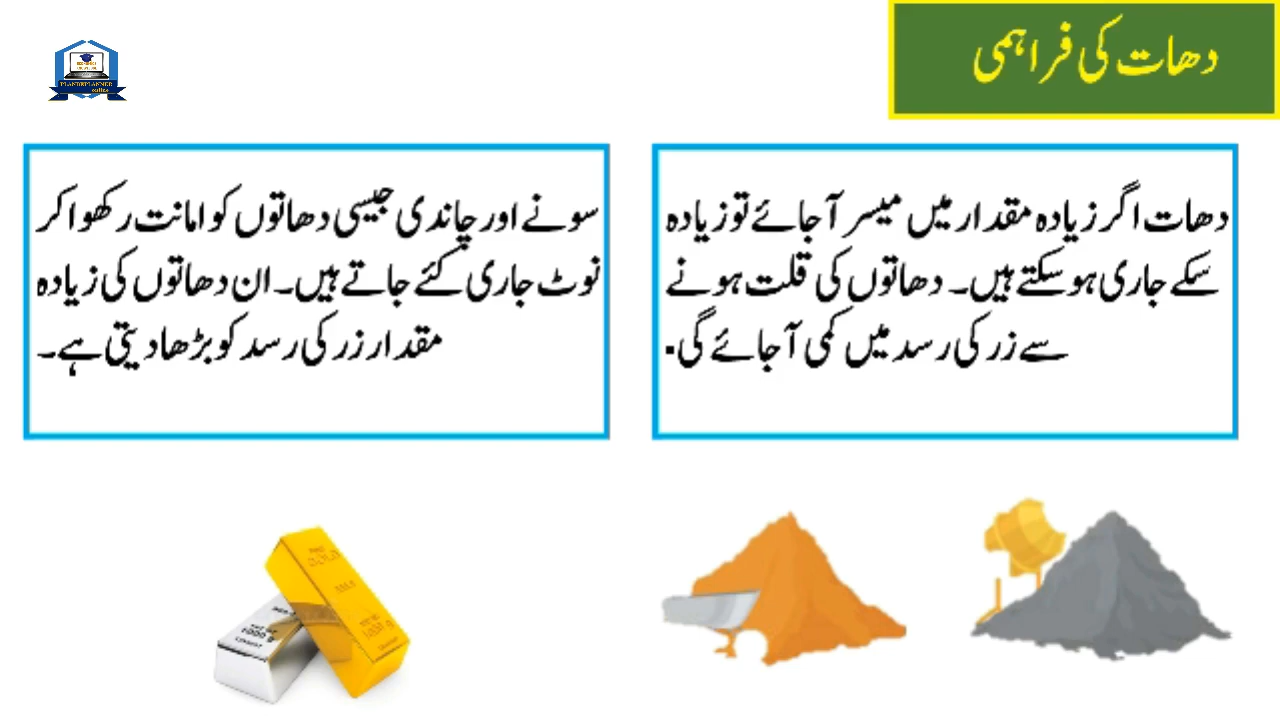 دھات کی فراہمی
دھات اگر زیادہ مقدار میں میسر آجائے تو زیادہ
سکے جاری ہو سکتے ہیں۔ دھاتوں کی قلت ہونے
سے زر کی رسد میں کمی آجائے گی۔
سونے اور چاندی جیسی دھاتوں کو امانت رکھوا کر
نوٹ جاری کئے جاتے ہیں۔ ان دھاتوں کی زیادہ
مقدار زر کی رسد کو بڑھا دیتی ہے۔
1000 g
1000 g